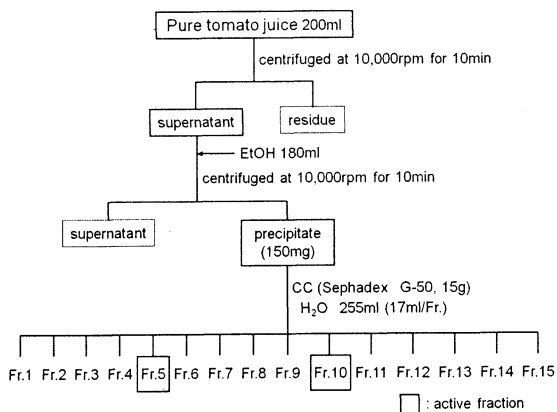 Pure tomato juice 200ml
centrifuged at 10,000rpm for 10min
supernatant
residue
EtOH 180ml
centrifuged at 10,000rpm for 10min
supernatant
precipitate
(150mg)
CC (Sephadex G-50, 15g)
H₂O 255ml (17ml/Fr.)
Fr.1 Fr.2 Fr.3 Fr.4 Fr.5 Fr.6 Fr.7 Fr.8 Fr.9 Fr.10 Fr.11 Fr.12 Fr.13 Fr.14 Fr.15
: active fraction